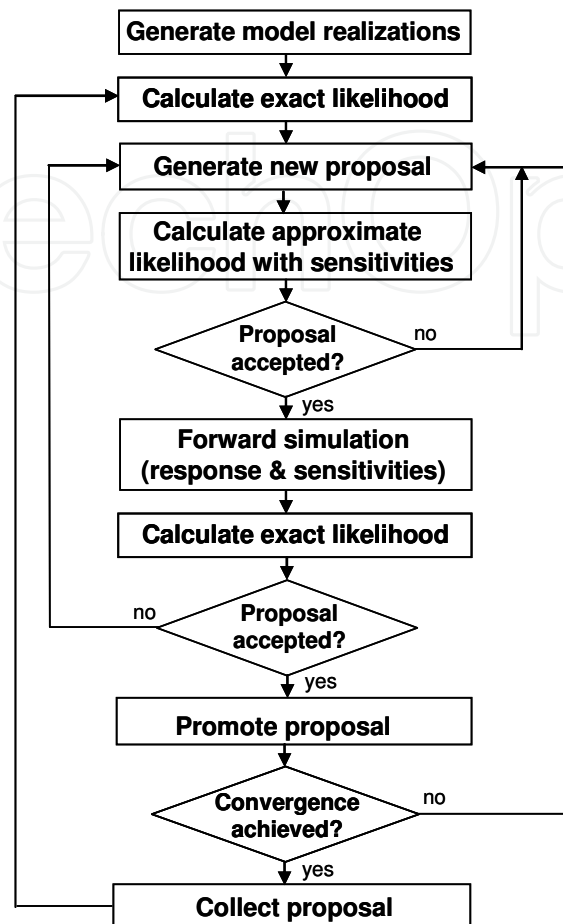 Generate model realizations
Calculate exact likelihood
Generate new proposal
Calculate approximate
likelihood with sensitivities
Proposal
accepted?
no
yes
Forward simulation
(response & sensitivities)
Calculate exact likelihood
no
Proposal
accepted?
yes
Promote proposal
Convergence
achieved?
no
yes
Collect proposal